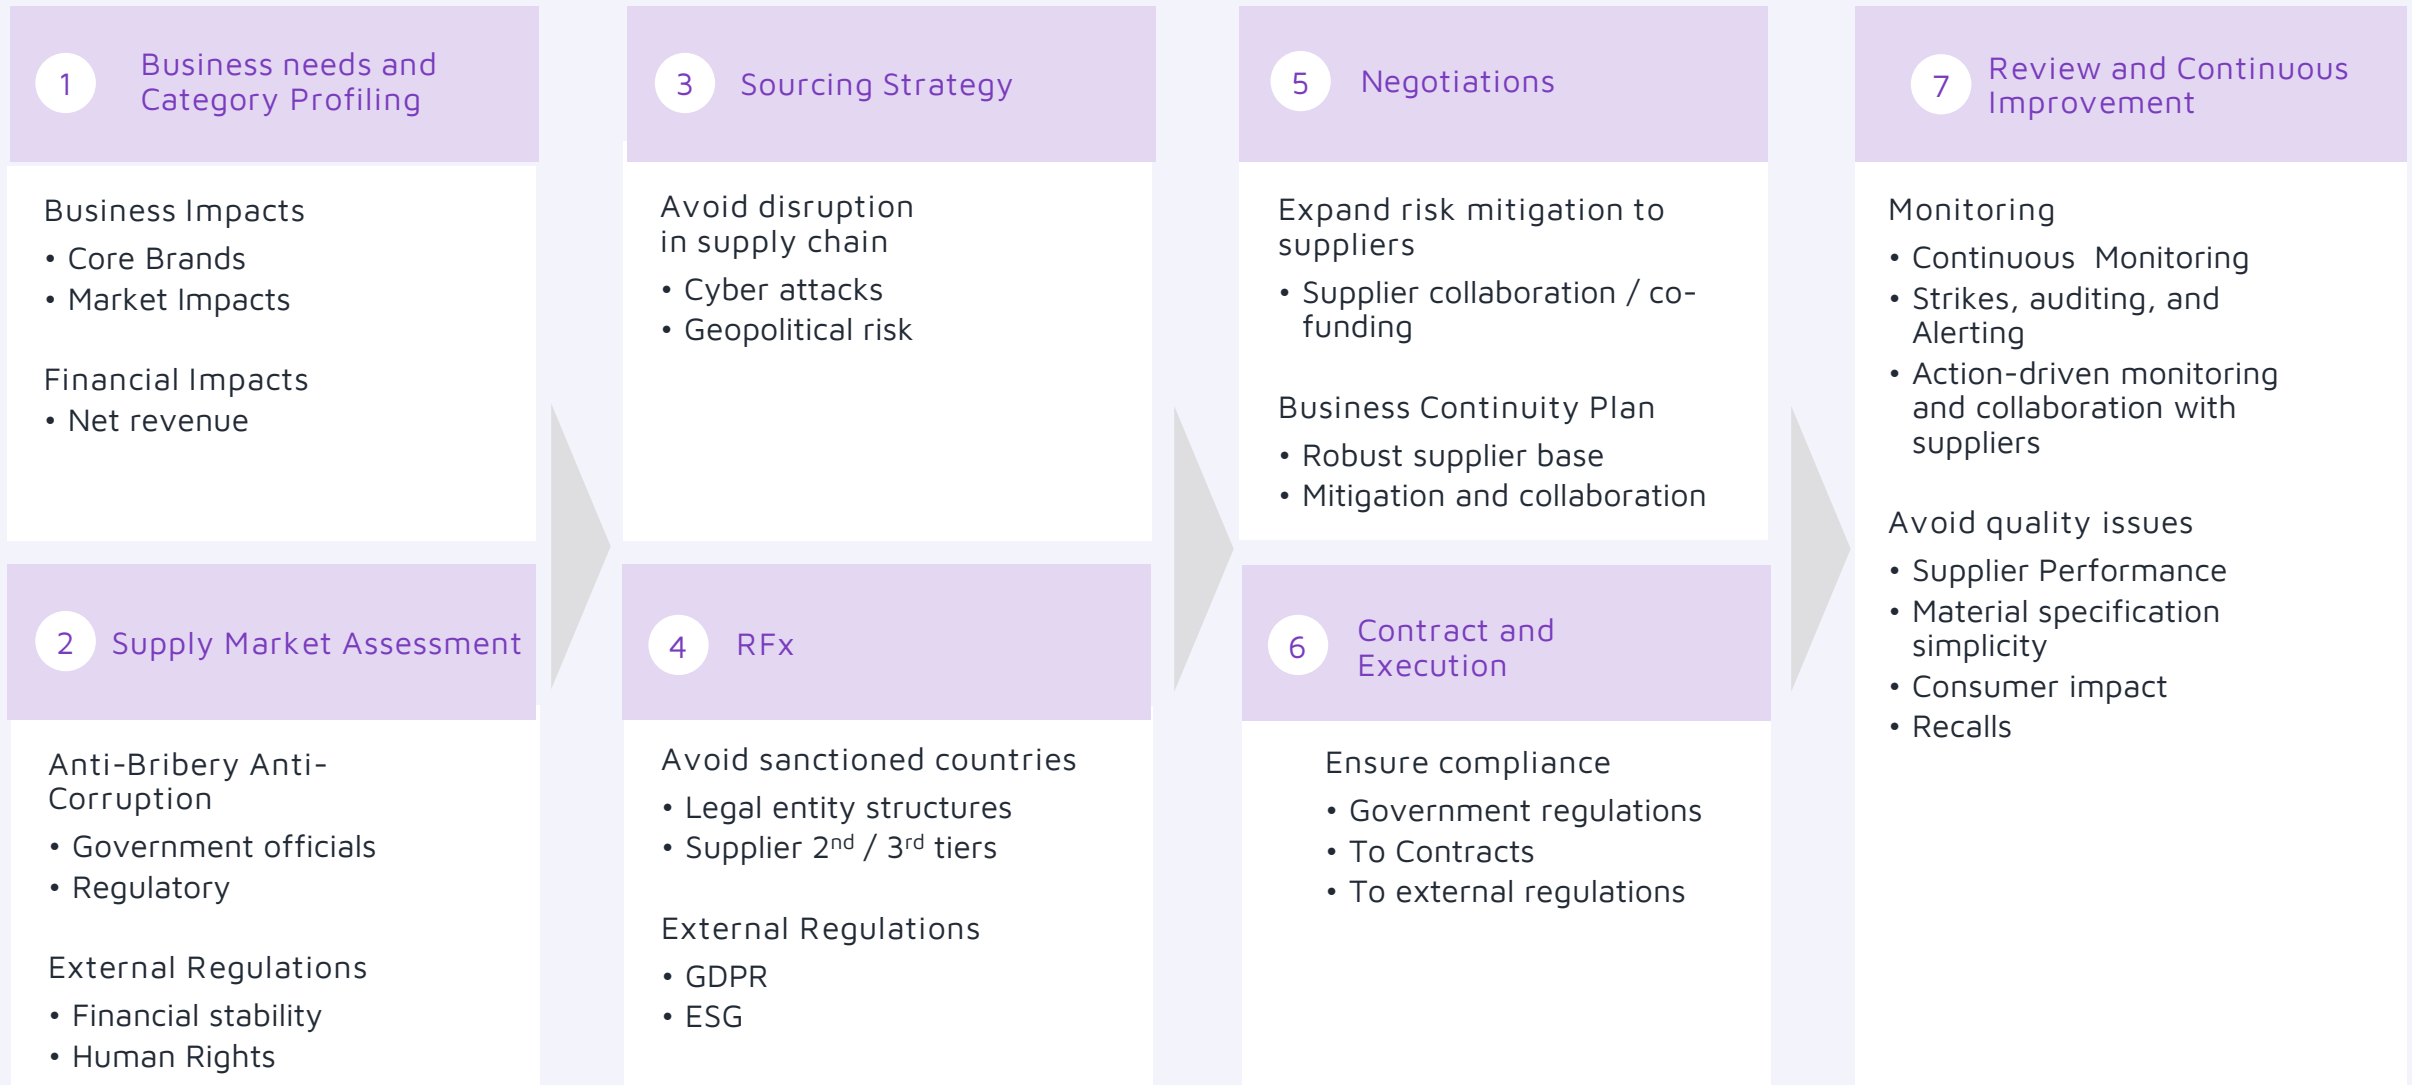 1
Business needs and
Category Profiling
Business Impacts
• Core Brands
• Market Impacts
Financial Impacts
• Net revenue
2
Supply Market Assessment
Anti-Bribery Anti-
Corruption
• Government officials
• Regulatory
External Regulations
• Financial stability
• Human Rights
3
Sourcing Strategy
Avoid disruption
in supply chain
• Cyber attacks
• Geopolitical risk
4
RFx
Avoid sanctioned countries
• Legal entity structures
• Supplier 2nd / 3rd tiers
External Regulations
• GDPR
• ESG
5
Negotiations
Expand risk mitigation to
suppliers
• Supplier collaboration / co-
funding
Business Continuity Plan
• Robust supplier base
• Mitigation and collaboration
6
Contract and
Execution
Ensure compliance
• Government regulations
• To Contracts
• To external regulations
7
Review and Continuous
Improvement
Monitoring
• Continuous  Monitoring
• Strikes, auditing, and
Alerting
• Action-driven monitoring
and collaboration with
suppliers
Avoid quality issues
• Supplier Performance
• Material specification
simplicity
• Consumer impact
• Recalls